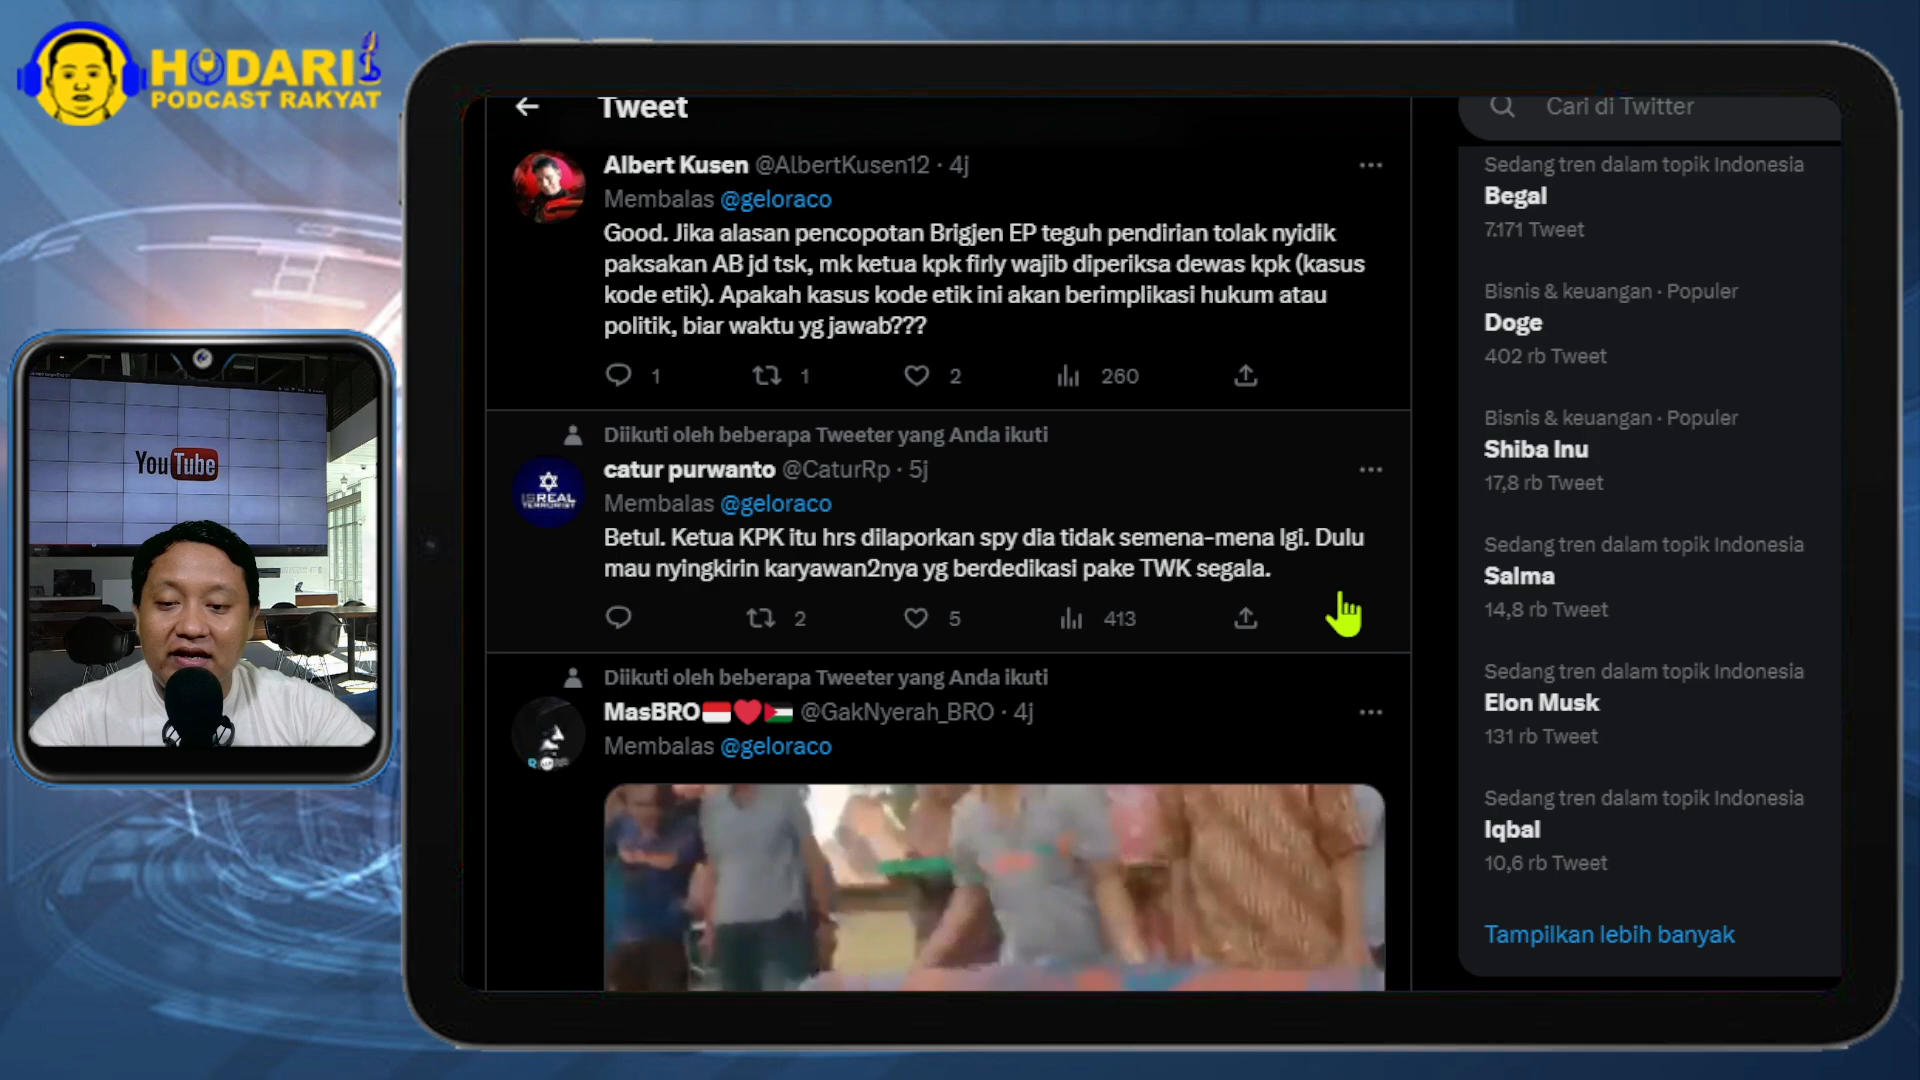 HODARI
PODCAST RAKYAT
YouTube
Tweet
Albert Kusen @AlbertKusen12 · 4j
Membalas @geloraco
Good. Jika alasan pencopotan Brigjen EP teguh pendirian tolak nyidik
paksakan AB jd tsk, mk ketua kpk firly wajib diperiksa dewas kpk (kasus
kode etik). Apakah kasus kode etik ini akan berimplikasi hukum atau
politik, biar waktu yg jawab???
1 1 2 260
Diikuti oleh beberapa Tweeter yang Anda ikuti
catur purwanto @CaturRp · 5j
ISREAL
TERRORIST
Membalas @geloraco
Betul. Ketua KPK itu hrs dilaporkan spy dia tidak semena-mena lgi. Dulu
mau nyingkirin karyawan2nya yg berdedikasi pake TWK segala.
2 5 413
Diikuti oleh beberapa Tweeter yang Anda ikuti
MasBRO @GakNyerah_BRO · 4j
Membalas @geloraco
Cari di Twitter
Sedang tren dalam topik Indonesia
Begal
7.171 Tweet
Bisnis & keuangan · Populer
Doge
402 rb Tweet
Bisnis & keuangan · Populer
Shiba Inu
17,8 rb Tweet
Sedang tren dalam topik Indonesia
Salma
14,8 rb Tweet
Sedang tren dalam topik Indonesia
Elon Musk
131 rb Tweet
Sedang tren dalam topik Indonesia
Iqbal
10,6 rb Tweet
Tampilkan lebih banyak